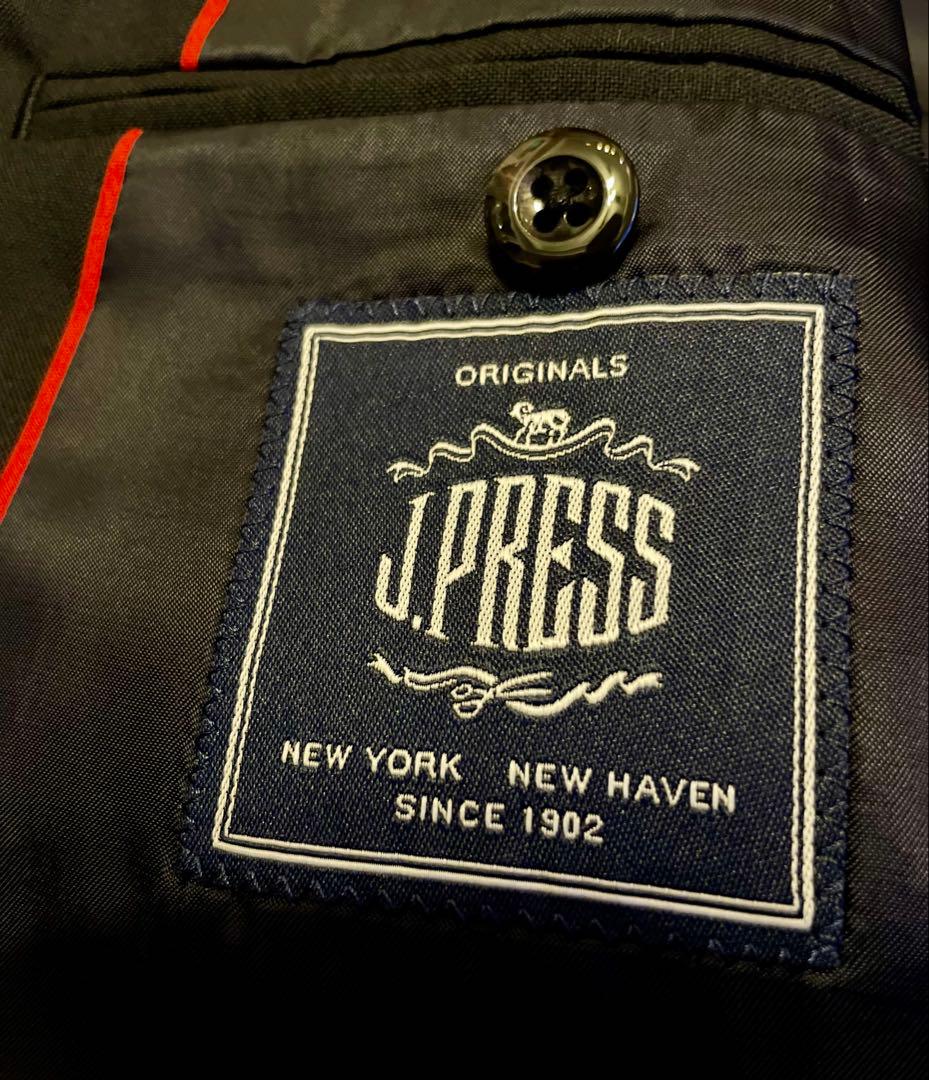 ORIGINALS
J.PRESS
NEW YORK NEW HAVEN
SINCE 1902